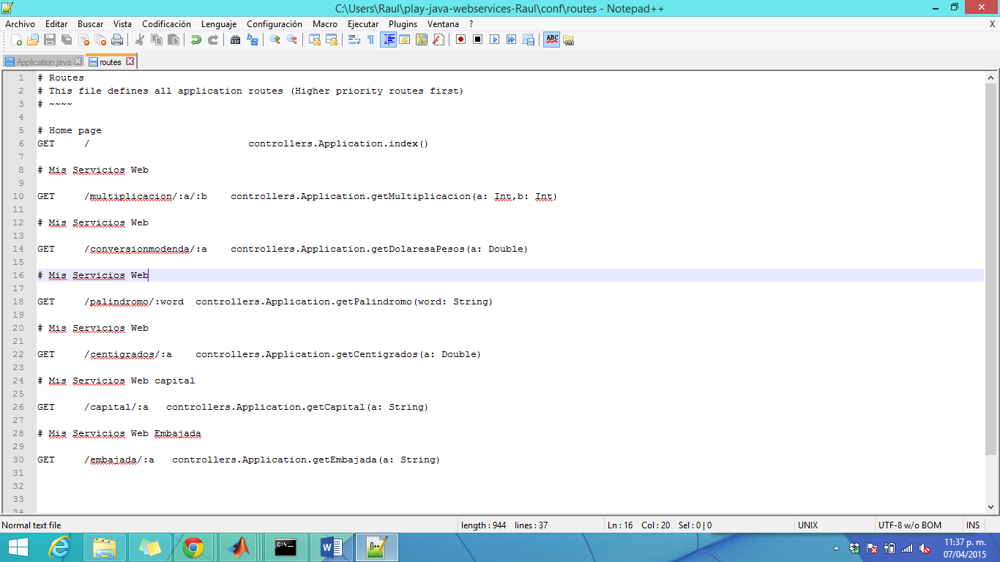 C:\Users\Raul\play-java-webservices-Raul\conf\routes - Notepad++
Archivo Editar Buscar Vista Codificación Lenguaje Configuración Macro Ejecutar Plugins Ventana ? X
Application.java routes
1 # Routes
2 # This file defines all application routes (Higher priority routes first)
3 # ~~~~
4
5 # Home page
6 GET / controllers.Application.index()
7
8 # Mis Servicios Web
9
10 GET /multiplicacion/:a/:b controllers.Application.getMultiplicacion(a: Int,b: Int)
11
12 # Mis Servicios Web
13
14 GET /conversionmodenda/:a controllers.Application.getDolaresaPesos(a: Double)
15
16 # Mis Servicios Web
17
18 GET /palindromo/:word controllers.Application.getPalindromo(word: String)
19
20 # Mis Servicios Web
21
22 GET /centigrados/:a controllers.Application.getCentigrados(a: Double)
23
24 # Mis Servicios Web capital
25
26 GET /capital/:a controllers.Application.getCapital(a: String)
27
28 # Mis Servicios Web Embajada
29
30 GET /embajada/:a controllers.Application.getEmbajada(a: String)
31
32
33
34
Normal text file length : 944 lines : 37 Ln : 16 Col : 20 Sel : 0 | 0 UNIX UTF-8 w/o BOM INS
11:37 p. m.
07/04/2015